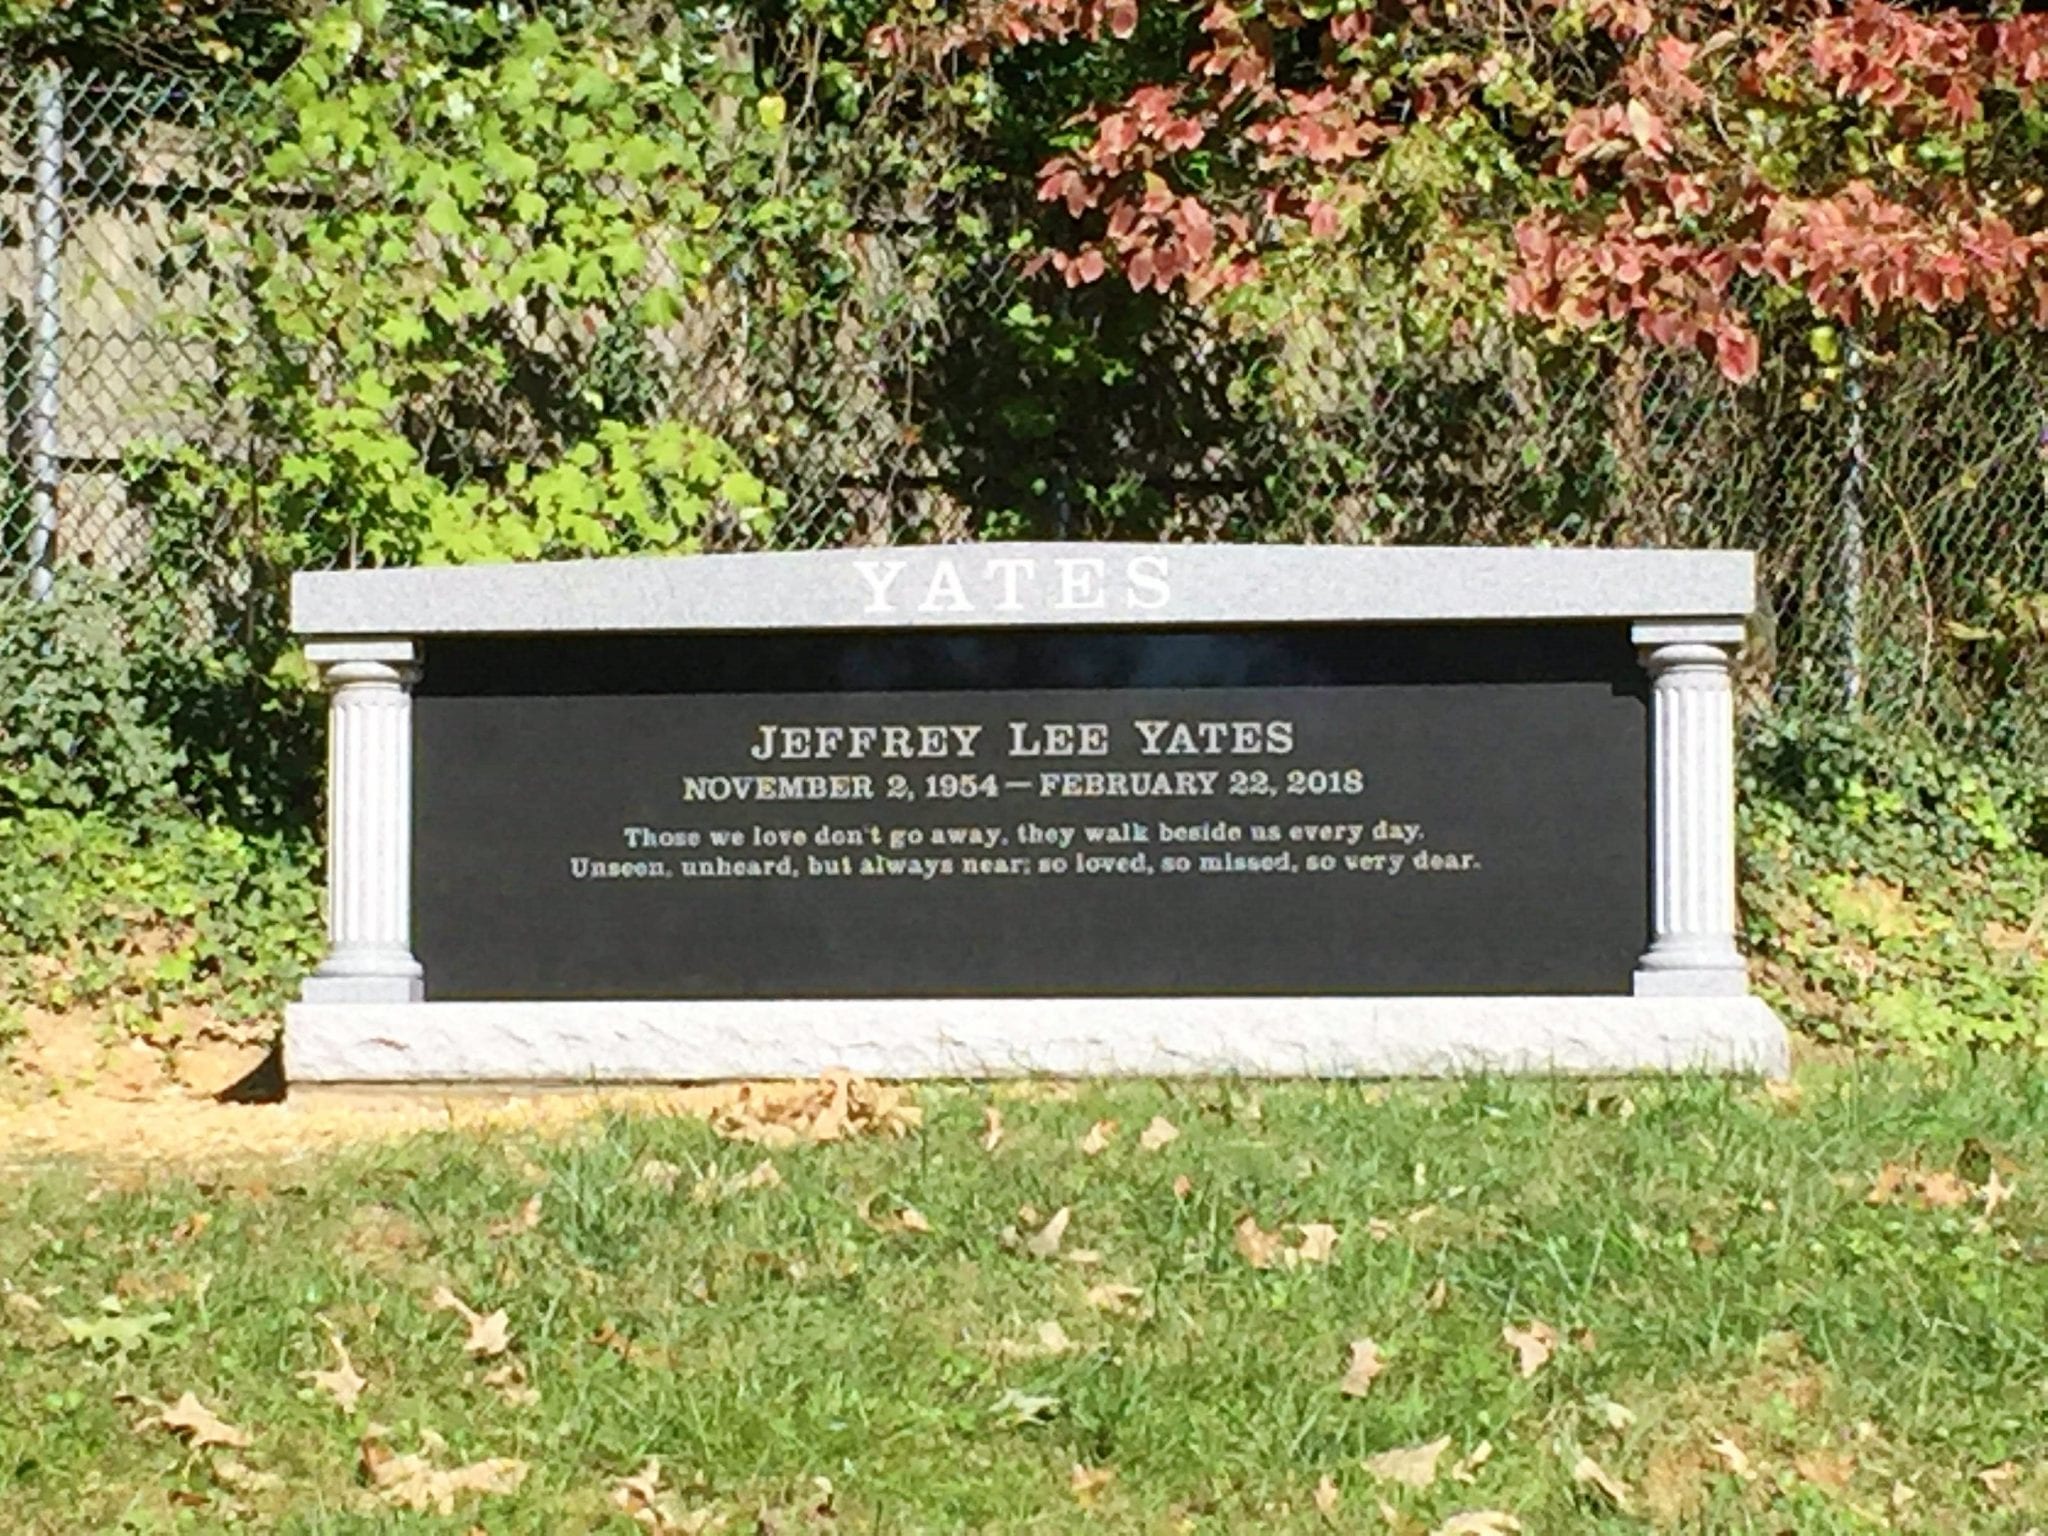 YATES
JEFFREY LEE YATES
NOVEMBER 2, 1954 — FEBRUARY 22, 2018
Those we love don't go away, they walk beside us every day.
Unseen, unheard, but always near; so loved, so missed, so very dear.